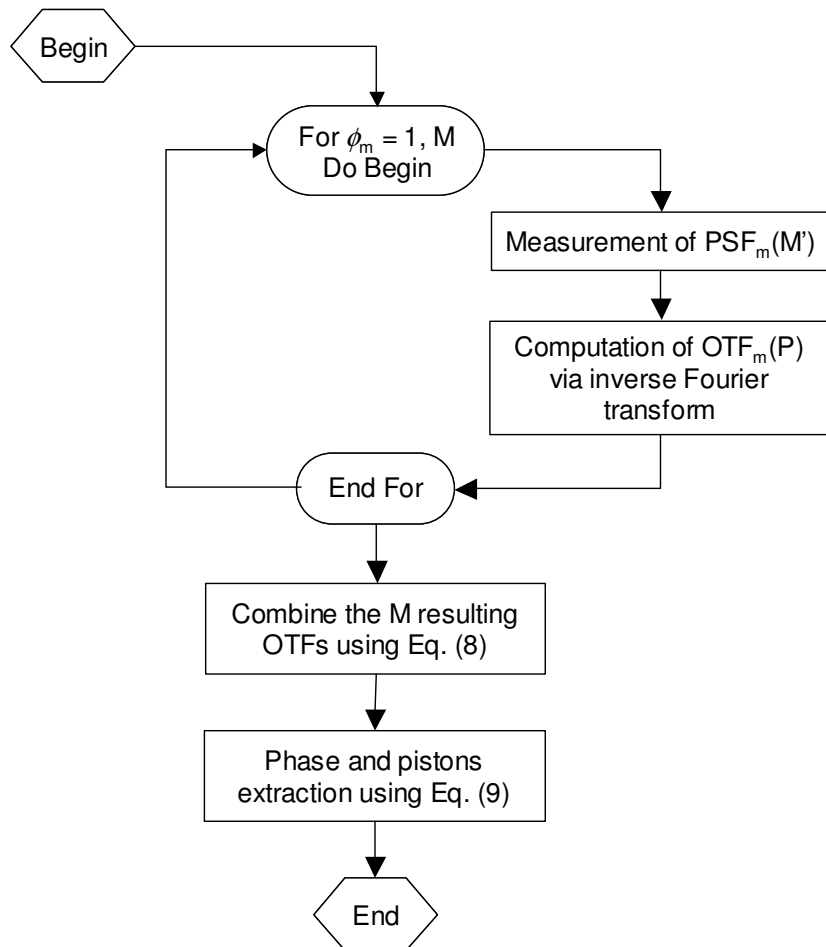 Begin
For ϕm = 1, M
Do Begin
Measurement of PSFm(M’)
Computation of OTFm(P)
via inverse Fourier
transform
End For
Combine the M resulting
OTFs using Eq. (8)
Phase and pistons
extraction using Eq. (9)
End